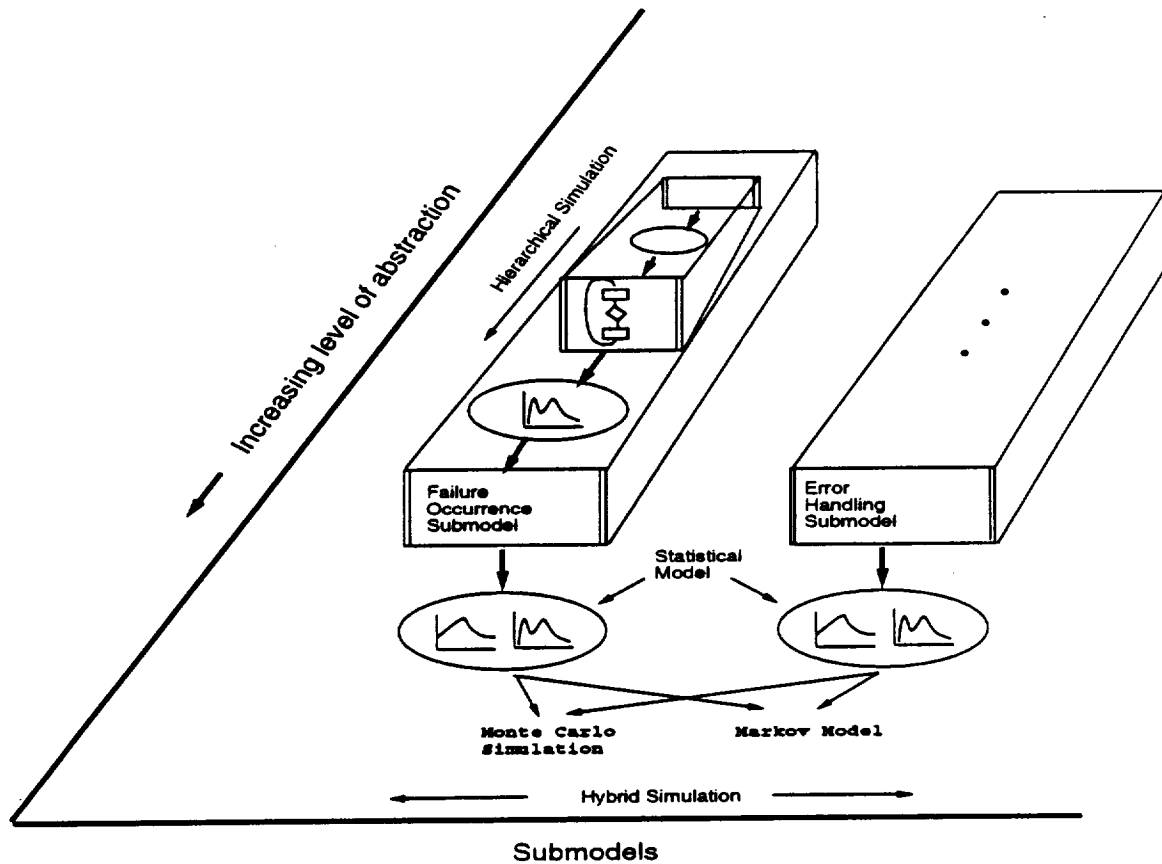 Increasing level of abstraction
Hierarchical Simulation
Failure
Occurrence
Submodel
Error
Handling
Submodel
Statistical
Model
Monte Carlo
Simulation
Markov Model
Hybrid Simulation
Submodels